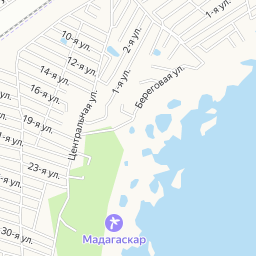 1-я ул.
2-я ул.
10-я ул.
12-я ул.
1-я ул.
Береговая ул.
14-я ул.
16-я ул.
Центральная ул.
19-я ул.
-я ул.
23-я ул.
Мадагаскар
30-я ул.